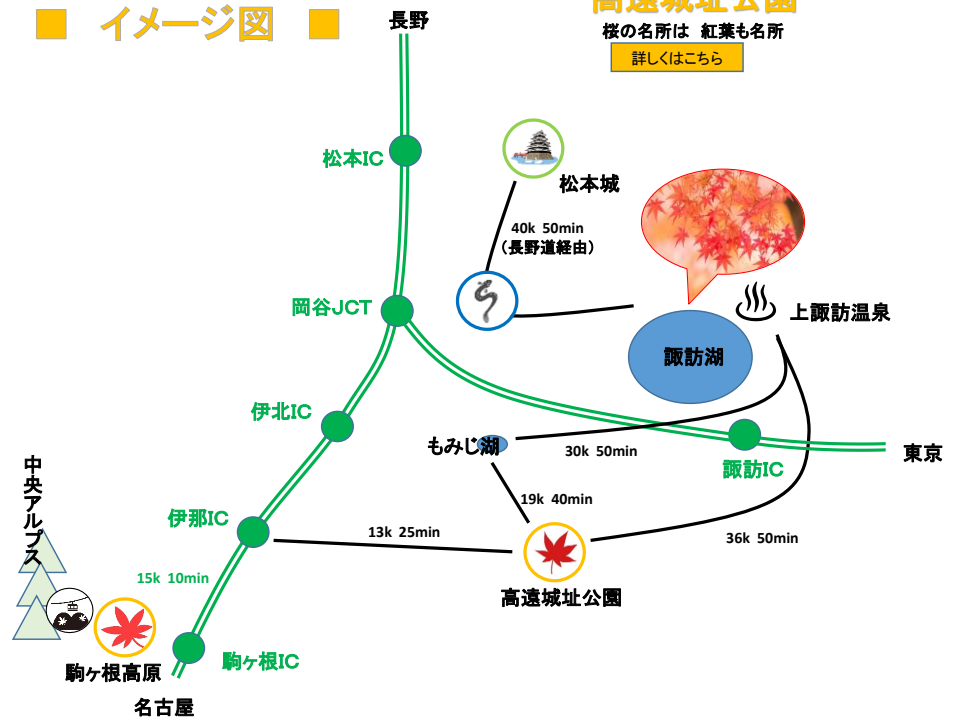 ■ イメージ図 ■
高遠城址公園
桜の名所は 紅葉も名所
詳しくはこちら
長野
松本IC
松本城
40k 50min
（長野道経由）
岡谷JCT
上諏訪温泉
諏訪湖
伊北IC
もみじ湖
30k 50min
東京
諏訪IC
中央アルプス
19k 40min
伊那IC
13k 25min
36k 50min
15k 10min
高遠城址公園
駒ヶ根IC
駒ヶ根高原
名古屋